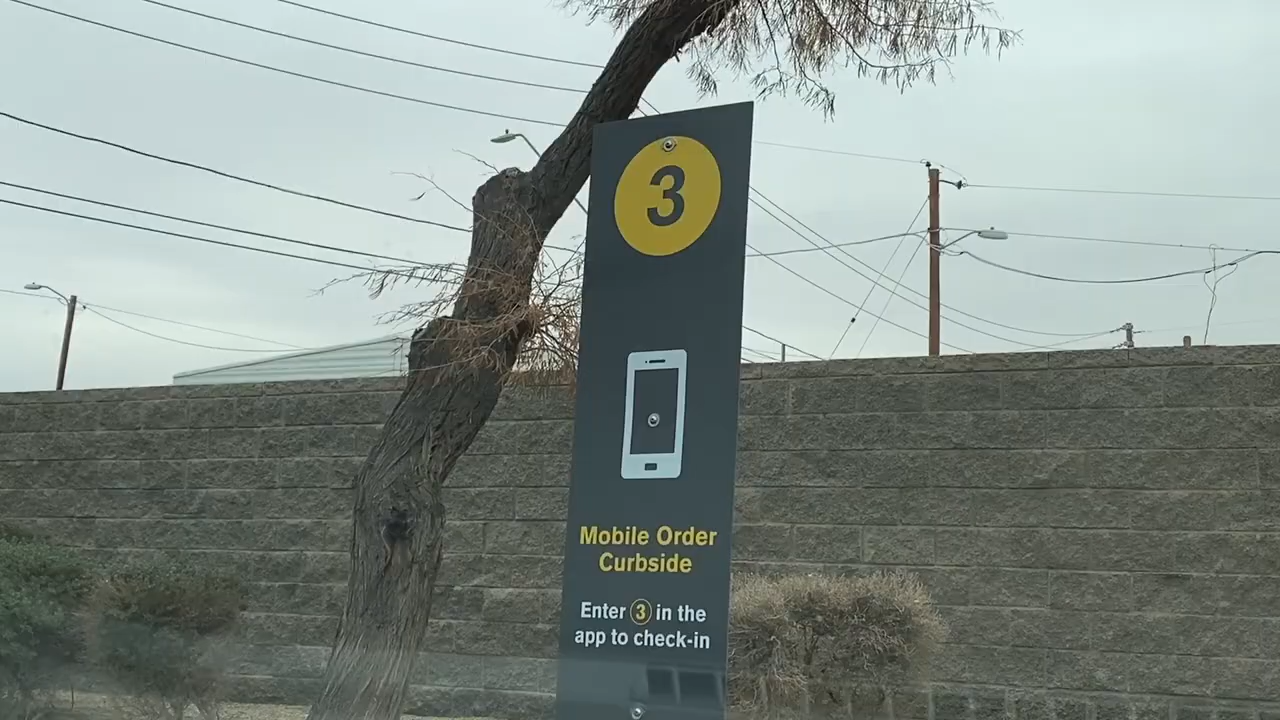 3
Mobile Order
Curbside
Enter 3 in the
app to check-in